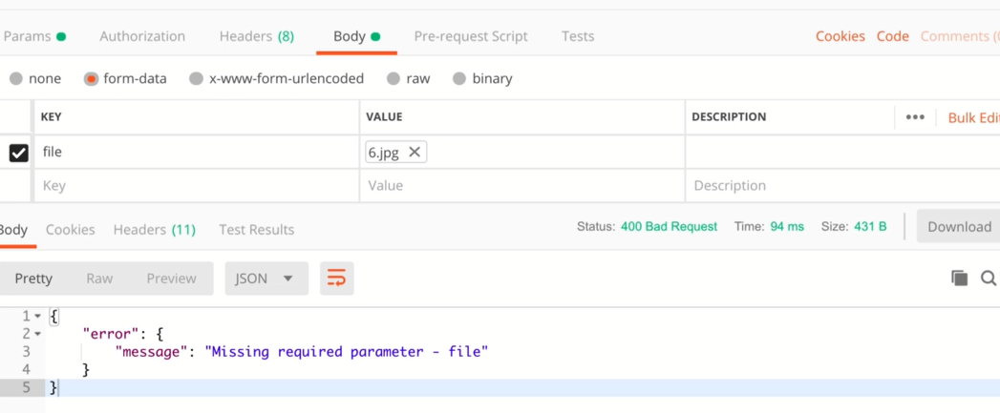 Params Authorization Headers (8) Body Pre-request Script Tests Cookies Code Comments (0
none form-data x-www-form-urlencoded raw binary
KEY VALUE DESCRIPTION ••• Bulk Edi
file 6.jpg ✕
Key Value Description
Body Cookies Headers (11) Test Results Status: 400 Bad Request Time: 94 ms Size: 431 B Download
Pretty Raw Preview JSON
1 {
2 "error": {
3 "message": "Missing required parameter - file"
4 }
5 }